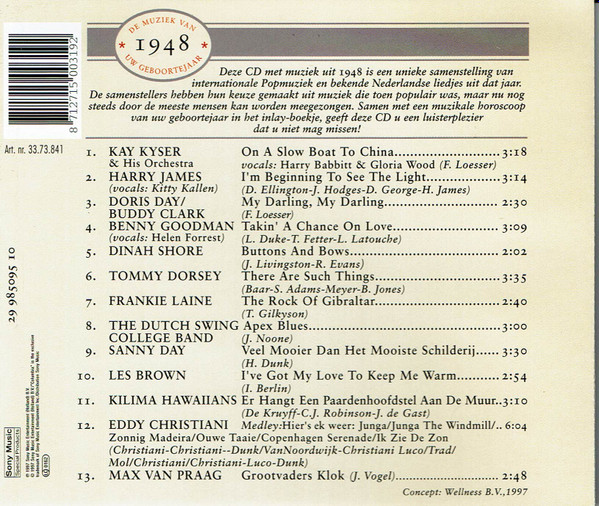 DE MUZIEK VAN
1948
UW GEBOORTEJAAR
Deze CD met muziek uit 1948 is een unieke samenstelling van
internationale Popmuziek en bekende Nederlandse liedjes uit dat jaar.
De samenstellers hebben hun keuze gemaakt uit muziek die toen populair was, maar nu nog
steeds door de meeste mensen kan worden meegezongen. Samen met een muzikale horoscoop
van uw geboortejaar in het inlay-boekje, geeft deze CD u een luisterplezier
dat u niet mag missen!
8 712715 003192
Art. nr. 33.73.841
1. KAY KYSER On A Slow Boat To China...............3:18
& His Orchestra vocals: Harry Babbitt & Gloria Wood (F. Loesser)
2. HARRY JAMES I'm Beginning To See The Light...............3:14
(vocals: Kitty Kallen) (D. Ellington-J. Hodges-D. George-H. James)
3. DORIS DAY/ My Darling, My Darling...............2:30
BUDDY CLARK (F. Loesser)
4. BENNY GOODMAN Takin' A Chance On Love...............3:09
(vocals: Helen Forrest) (L. Duke-T. Fetter-L. Latouche)
5. DINAH SHORE Buttons And Bows...............2:02
(J. Livingston-R. Evans)
6. TOMMY DORSEY There Are Such Things...............3:35
(Baar-S. Adams-Meyer-B. Jones)
7. FRANKIE LAINE The Rock Of Gibraltar...............2:40
(T. Gilkyson)
8. THE DUTCH SWING Apex Blues...............3:00
COLLEGE BAND (J. Noone)
9. SANNY DAY Veel Mooier Dan Het Mooiste Schilderij.....3:30
(H. Dunk)
10. LES BROWN I've Got My Love To Keep Me Warm.....2:54
(I. Berlin)
11. KILIMA HAWAIIANS Er Hangt Een Paardenhoofdstel Aan De Muur..3:10
(De Kruyff-C.J. Robinson-J. de Gast)
12. EDDY CHRISTIANI Medley:Hier's ek weer: Junga/Junga The Windmill/..6:04
Zonnig Madeira/Ouwe Taaie/Copenhagen Serenade/Ik Zie De Zon
(Christiani-Christiani--Dunk/VanNoordwijk-Christiani Luco/Trad/
Mol/Christiani/Christiani-Luco-Dunk)
13. MAX VAN PRAAG Grootvaders Klok (J. Vogel)...............2:48
Concept: Wellness B.V.,1997
29 985095 10
Sony Music
Special Products